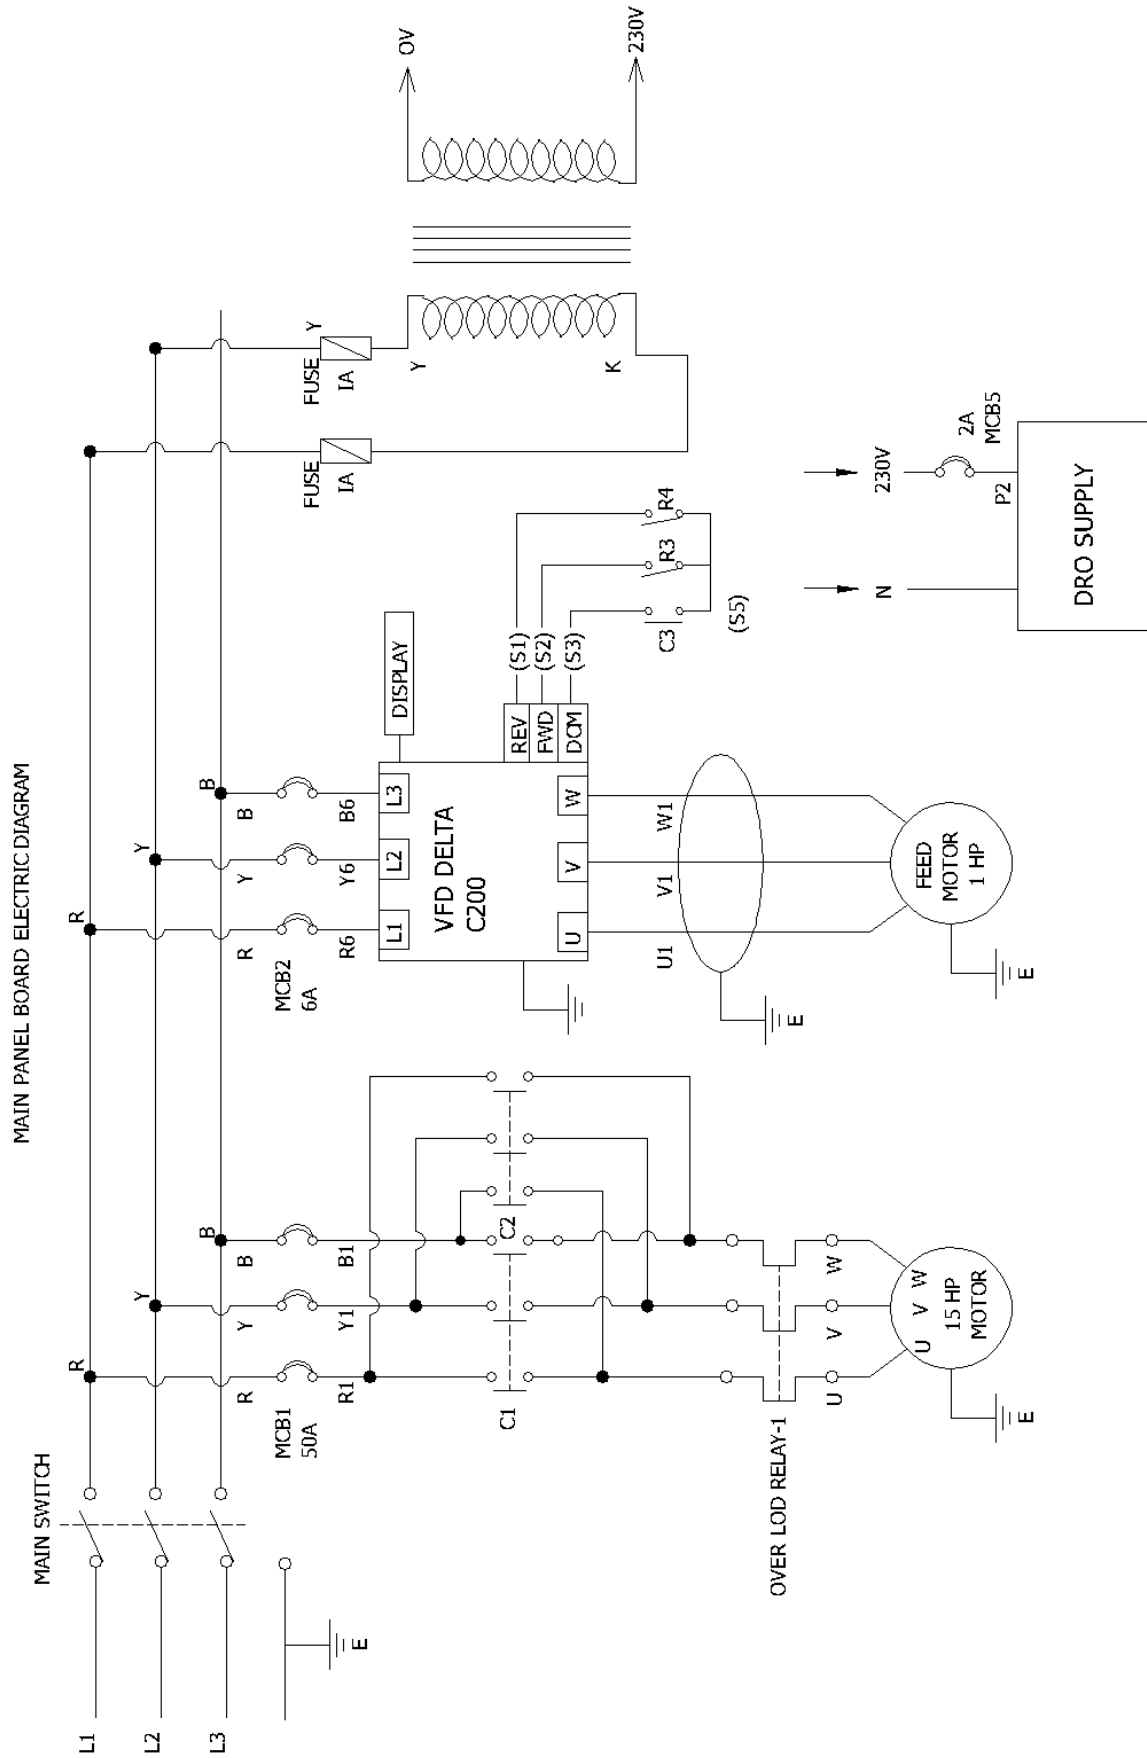 MAIN PANEL BOARD ELECTRIC DIAGRAM
MAIN SWITCH
L1
L2
L3
E
R
Y
B
R
Y
B
MCB1
50A
R1
Y1
B1
C1
C2
OVER LOD RELAY-1
U
V
W
U V W
15 HP
MOTOR
E
R
Y
B
R
Y
B
MCB2
6A
R6
Y6
B6
L1
L2
L3
DISPLAY
VFD DELTA
C200
REV
FWD
DCM
(S1)
(S2)
(S3)
C3
R3
R4
(S5)
U
V
W
U1
V1
W1
E
FEED
MOTOR
1 HP
E
FUSE
IA
FUSE
IA
Y
Y
K
0V
230V
N
230V
2A
MCB5
P2
DRO SUPPLY